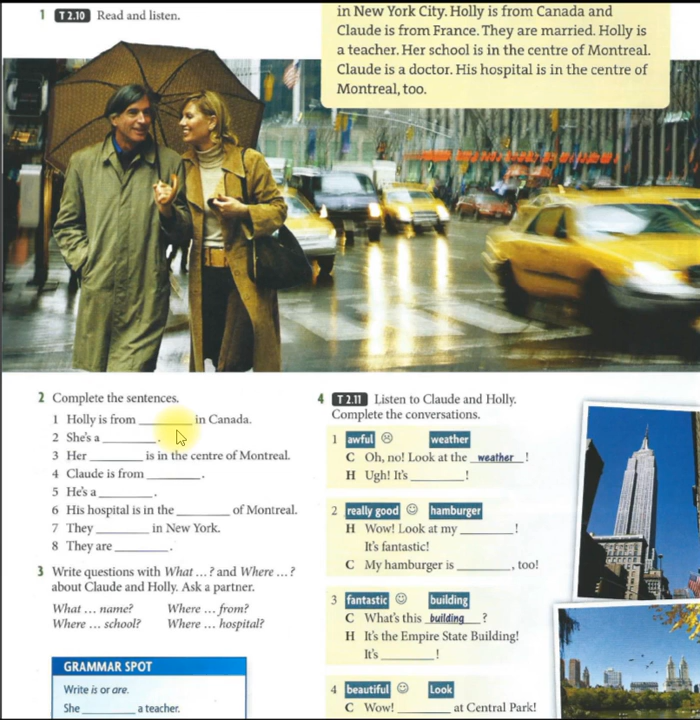 1 T 2.10 Read and listen.
in New York City. Holly is from Canada and
Claude is from France. They are married. Holly is
a teacher. Her school is in the centre of Montreal.
Claude is a doctor. His hospital is in the centre of
Montreal, too.
2 Complete the sentences.
1 Holly is from ________ in Canada.
2 She's a ________ .
3 Her ________ is in the centre of Montreal.
4 Claude is from ________ .
5 He's a ________ .
6 His hospital is in the ________ of Montreal.
7 They ________ in New York.
8 They are ________ .
3 Write questions with What …? and Where …?
about Claude and Holly. Ask a partner.
What … name? Where … from?
Where … school? Where … hospital?
GRAMMAR SPOT
Write is or are.
She ________ a teacher.
4 T 2.11 Listen to Claude and Holly.
Complete the conversations.
1 awful weather
C Oh, no! Look at the weather !
H Ugh! It's ________ !
2 really good hamburger
H Wow! Look at my ________ !
It's fantastic!
C My hamburger is ________ , too!
3 fantastic building
C What's this building ?
H It's the Empire State Building!
It's ________ !
4 beautiful Look
C Wow! ________ at Central Park!